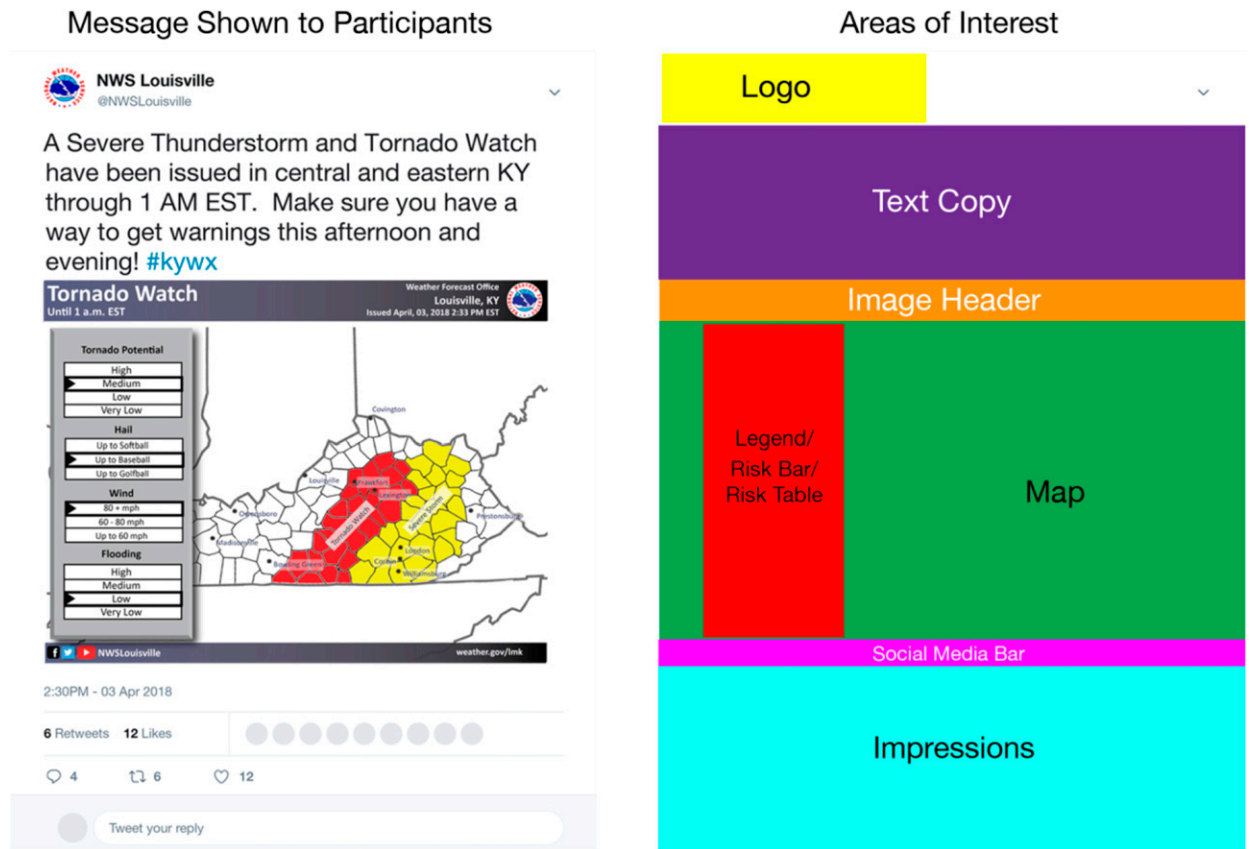 Message Shown to Participants
NWS Louisville
@NWSLouisville
A Severe Thunderstorm and Tornado Watch
have been issued in central and eastern KY
through 1 AM EST.  Make sure you have a
way to get warnings this afternoon and
evening! #kywx
Tornado Watch
Until 1 a.m. EST
Weather Forecast Office
Louisville, KY
Issued April, 03, 2018 2:33 PM EST
Tornado Potential
High
Medium
Low
Very Low
Hail
Up to Softball
Up to Baseball
Up to Golfball
Wind
80 + mph
60 - 80 mph
Up to 60 mph
Flooding
High
Medium
Low
Very Low
Covington
Louisville
Frankfort
Lexington
Owensboro
Madisonville
Bowling Green
Tornado Watch
Severe Storm
Prestonsburg
London
Corbin
Williamsburg
NWSLouisville
weather.gov/lmk
2:30PM - 03 Apr 2018
6 Retweets 12 Likes
4 6 12
Tweet your reply
Areas of Interest
Logo
Text Copy
Image Header
Legend/
Risk Bar/
Risk Table
Map
Social Media Bar
Impressions